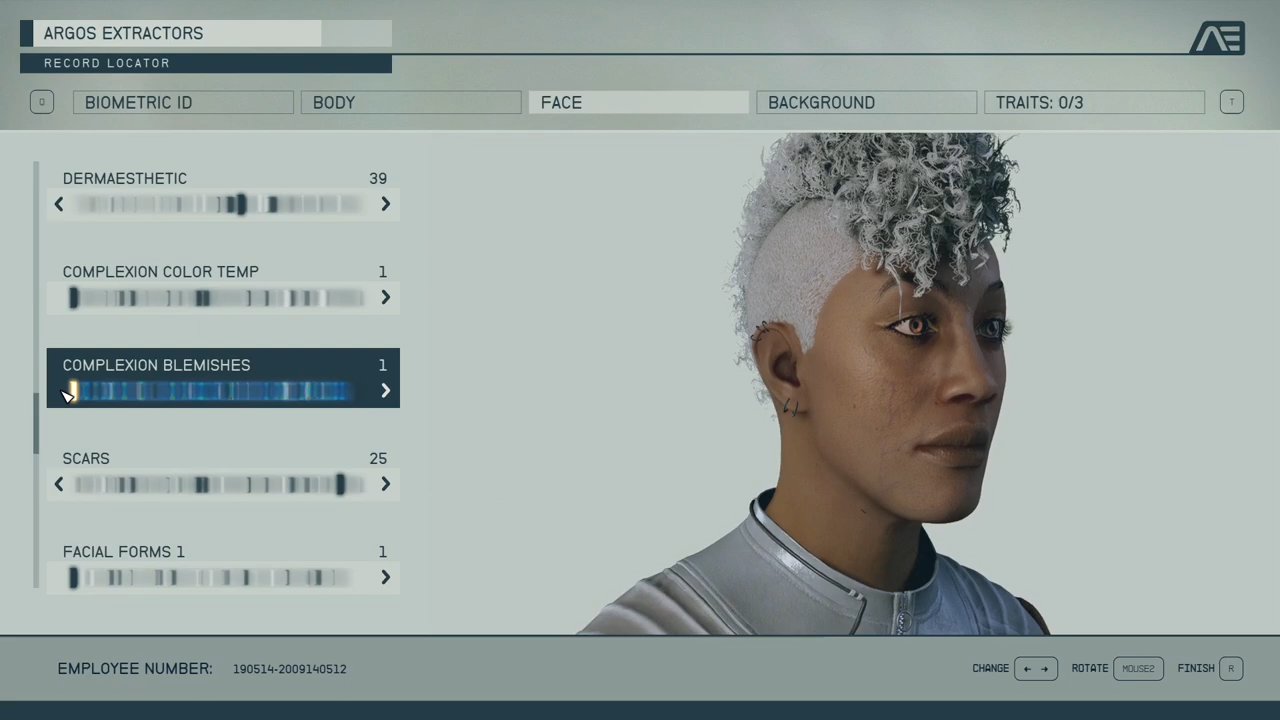 ARGOS EXTRACTORS
RECORD LOCATOR
Q BIOMETRIC ID BODY FACE BACKGROUND TRAITS: 0/3 T
DERMAESTHETIC 39
COMPLEXION COLOR TEMP 1
COMPLEXION BLEMISHES 1
SCARS 25
FACIAL FORMS 1 1
EMPLOYEE NUMBER: 190514-2009140512 CHANGE ROTATE MOUSE2 FINISH R